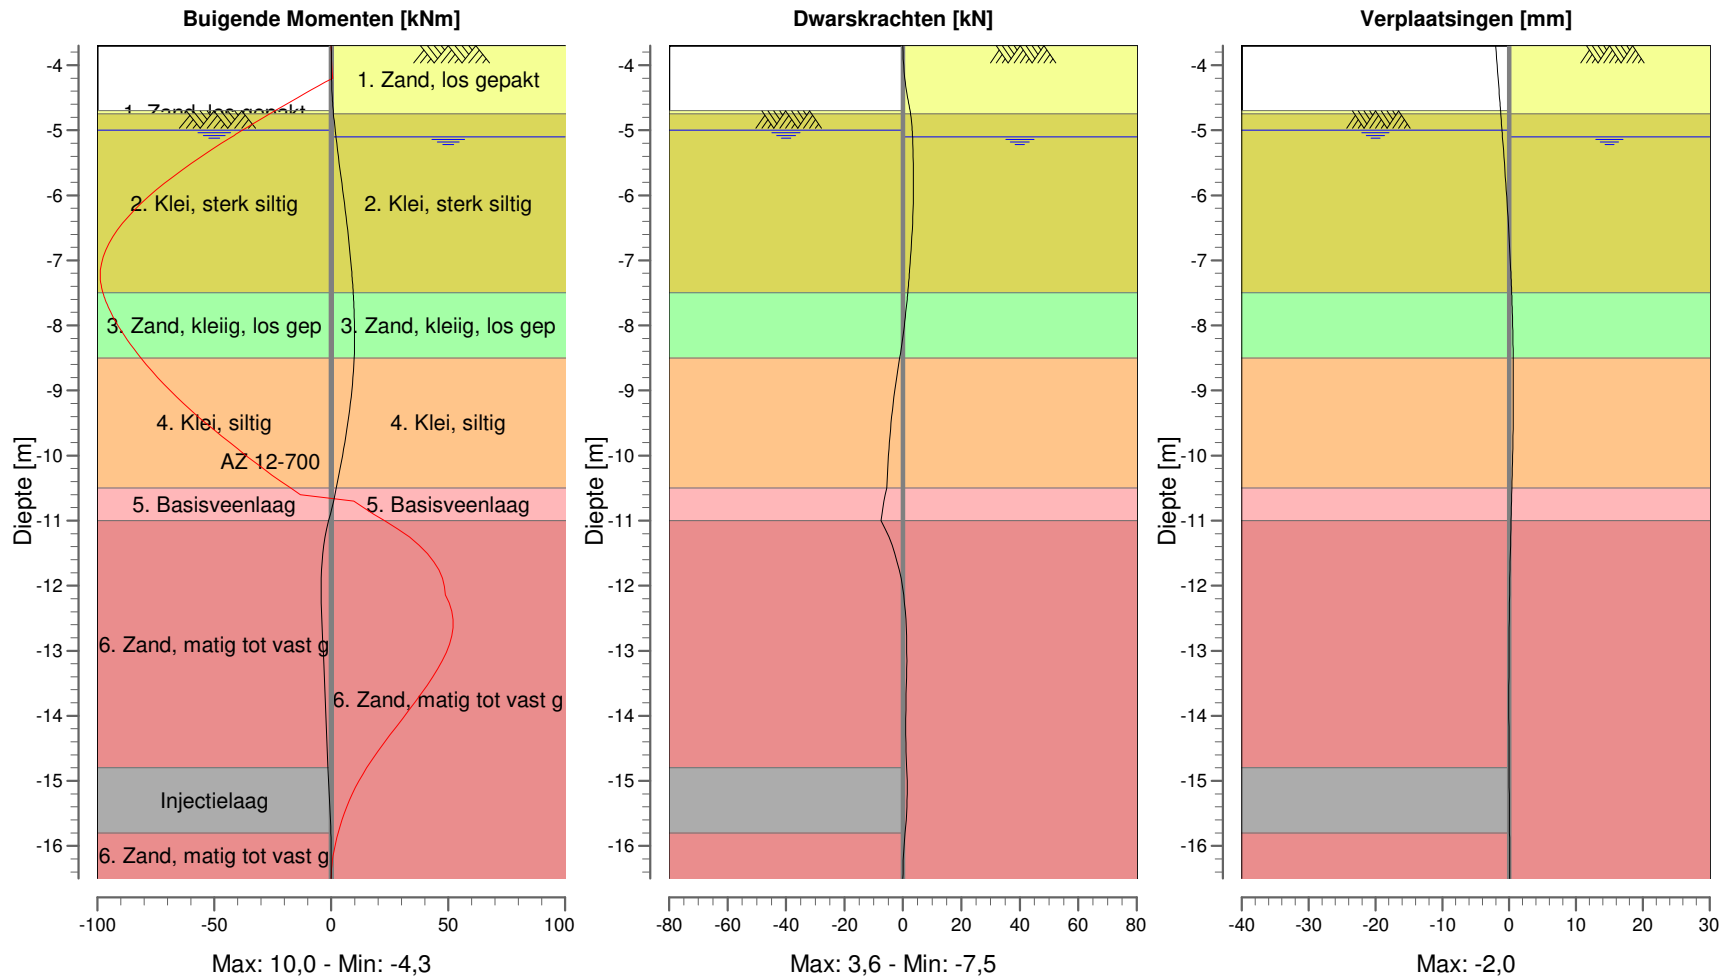 Buigende Momenten [kNm]
Dwarskrachten [kN]
Verplaatsingen [mm]
Diepte [m]
-4
-5
-6
-7
-8
-9
-10
-11
-12
-13
-14
-15
-16
1. Zand, los gepakt
1. Zand, los gepakt
2. Klei, sterk siltig
2. Klei, sterk siltig
3. Zand, kleiig, los gep
3. Zand, kleiig, los gep
4. Klei, siltig
4. Klei, siltig
AZ 12-700
5. Basisveenlaag
5. Basisveenlaag
6. Zand, matig tot vast g
6. Zand, matig tot vast g
Injectielaag
6. Zand, matig tot vast g
-100
-50
0
50
100
Max: 10,0 - Min: -4,3
Diepte [m]
-4
-5
-6
-7
-8
-9
-10
-11
-12
-13
-14
-15
-16
-80
-60
-40
-20
0
20
40
60
80
Max: 3,6 - Min: -7,5
Diepte [m]
-4
-5
-6
-7
-8
-9
-10
-11
-12
-13
-14
-15
-16
-40
-30
-20
-10
0
10
20
30
Max: -2,0